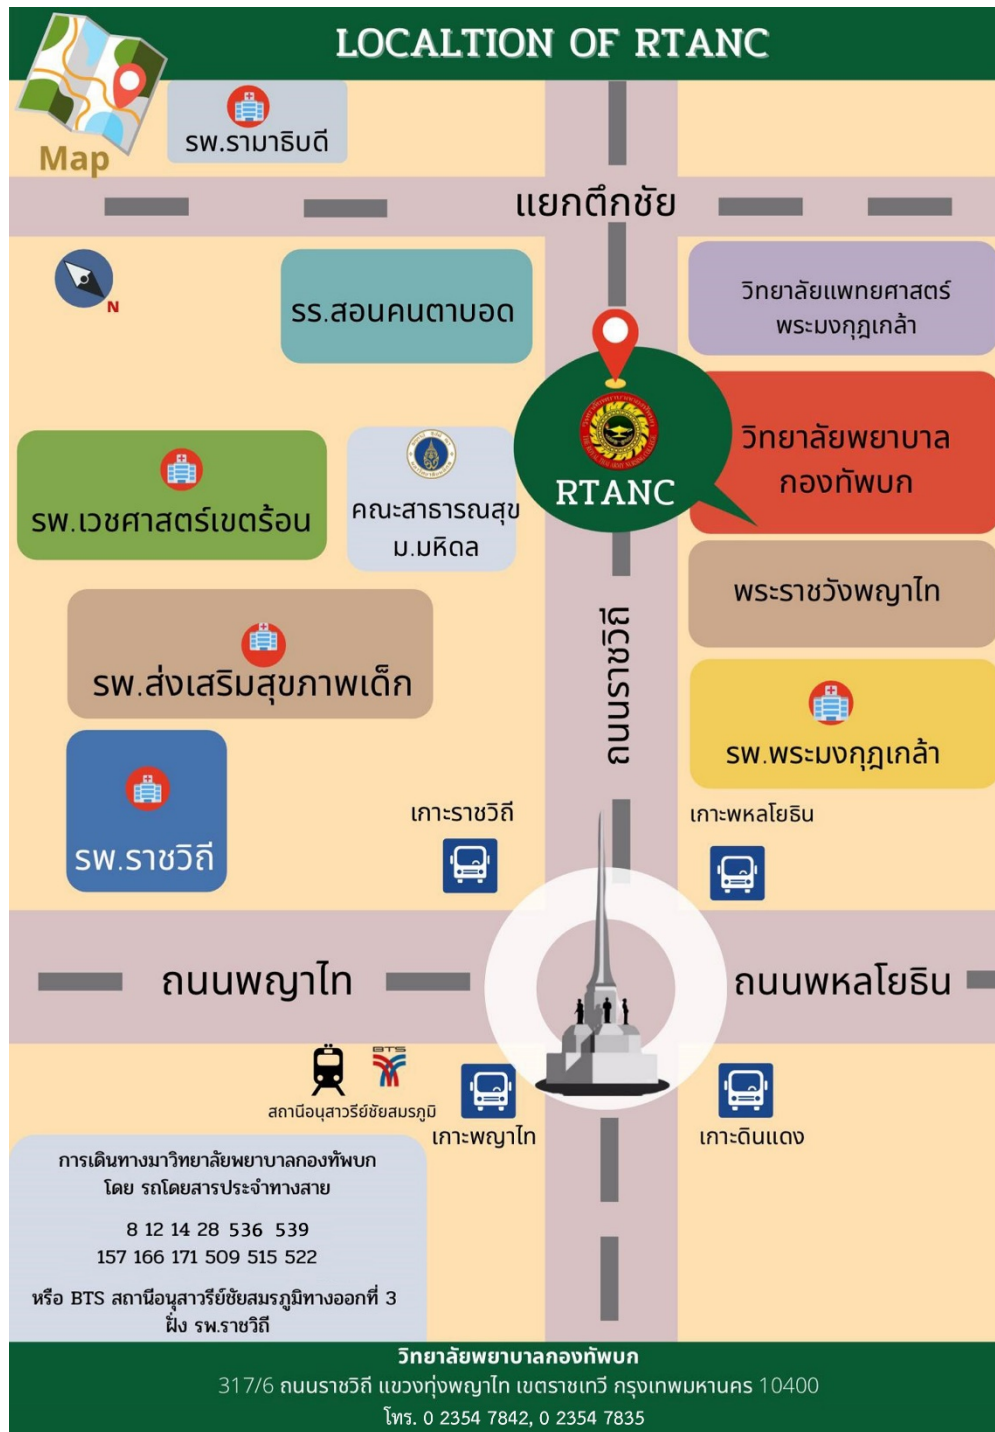 LOCALTION OF RTANC
Map
รพ.รามาธิบดี
แยกตึกชัย
N
รร.สอนคนตาบอด
วิทยาลัยแพทยศาสตร์
พระมงกุฎเกล้า
RTANC
วิทยาลัยพยาบาล
กองทัพบก
รพ.เวชศาสตร์เขตร้อน
คณะสาธารณสุข
ม.มหิดล
พระราชวังพญาไท
ถนนราชวิถี
รพ.ส่งเสริมสุขภาพเด็ก
รพ.พระมงกุฎเกล้า
รพ.ราชวิถี
เกาะราชวิถี
เกาะพหลโยธิน
ถนนพญาไท
ถนนพหลโยธิน
BTS
สถานีอนุสาวรีย์ชัยสมรภูมิ
เกาะพญาไท
เกาะดินแดง
การเดินทางมาวิทยาลัยพยาบาลกองทัพบก
โดย รถโดยสารประจำทางสาย
8 12 14 28 536 539
157 166 171 509 515 522
หรือ BTS สถานีอนุสาวรีย์ชัยสมรภูมิทางออกที่ 3
ฝั่ง รพ.ราชวิถี
วิทยาลัยพยาบาลกองทัพบก
317/6 ถนนราชวิถี แขวงทุ่งพญาไท เขตราชเทวี กรุงเทพมหานคร 10400
โทร. 0 2354 7842, 0 2354 7835